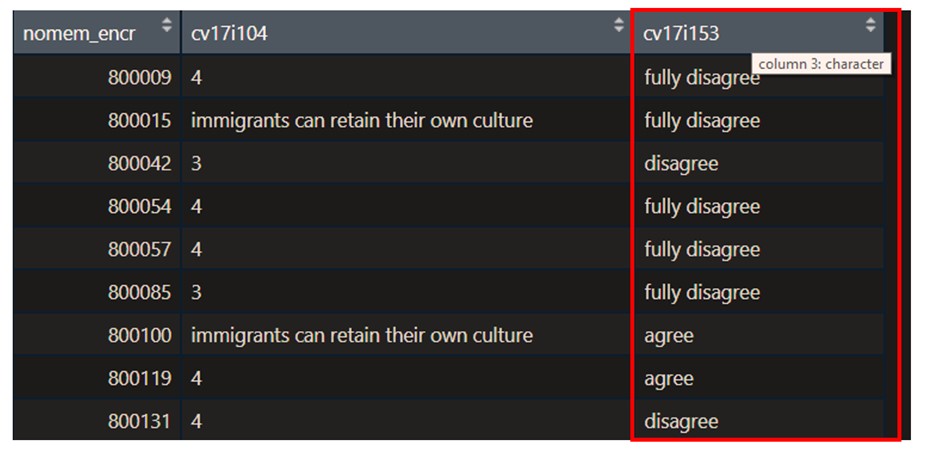 nomem_encr cv17i104 cv17i153
column 3: character
800009 4 fully disagree
800015 immigrants can retain their own culture fully disagree
800042 3 disagree
800054 4 fully disagree
800057 4 fully disagree
800085 3 fully disagree
800100 immigrants can retain their own culture agree
800119 4 agree
800131 4 disagree